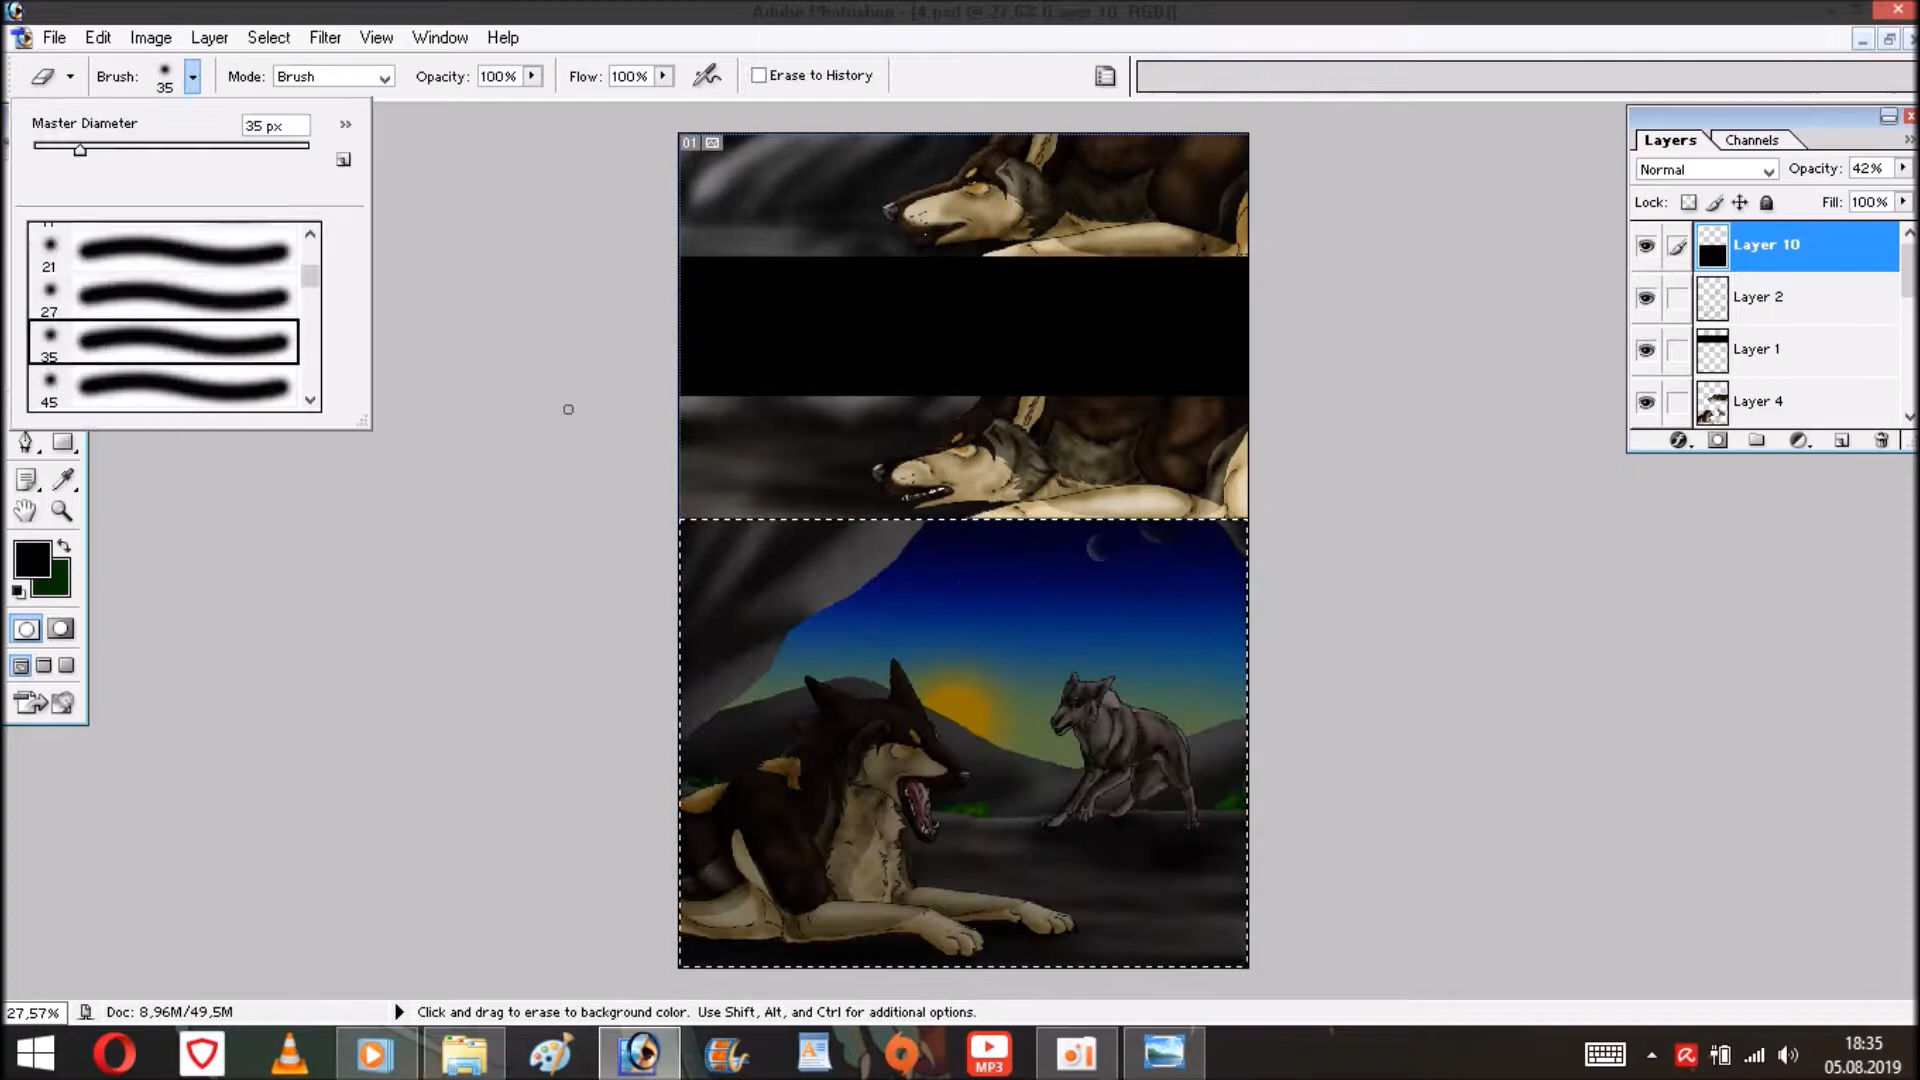 Adobe Photoshop - [4.psd @ 27,6% (Layer 10, RGB)]
File Edit Image Layer Select Filter View Window Help
Brush: 35 Mode: Brush Opacity: 100% Flow: 100% Erase to History
Master Diameter 35 px
21
27
35
45
01
Layers Channels
Normal Opacity: 42%
Lock: Fill: 100%
Layer 10
Layer 2
Layer 1
Layer 4
27,57% Doc: 8,96M/49,5M Click and drag to erase to background color. Use Shift, Alt, and Ctrl for additional options.
MP3
18:35
05.08.2019